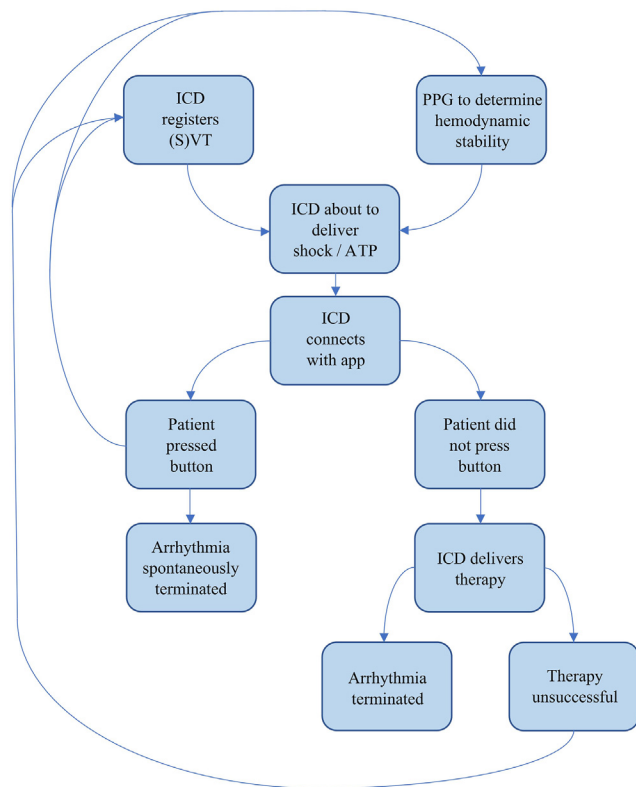 ICD
registers
(S)VT
PPG to determine
hemodynamic
stability
ICD about to
deliver
shock / ATP
ICD
connects
with app
Patient
pressed
button
Patient did
not press
button
Arrhythmia
spontaneously
terminated
ICD delivers
therapy
Arrhythmia
terminated
Therapy
unsuccessful